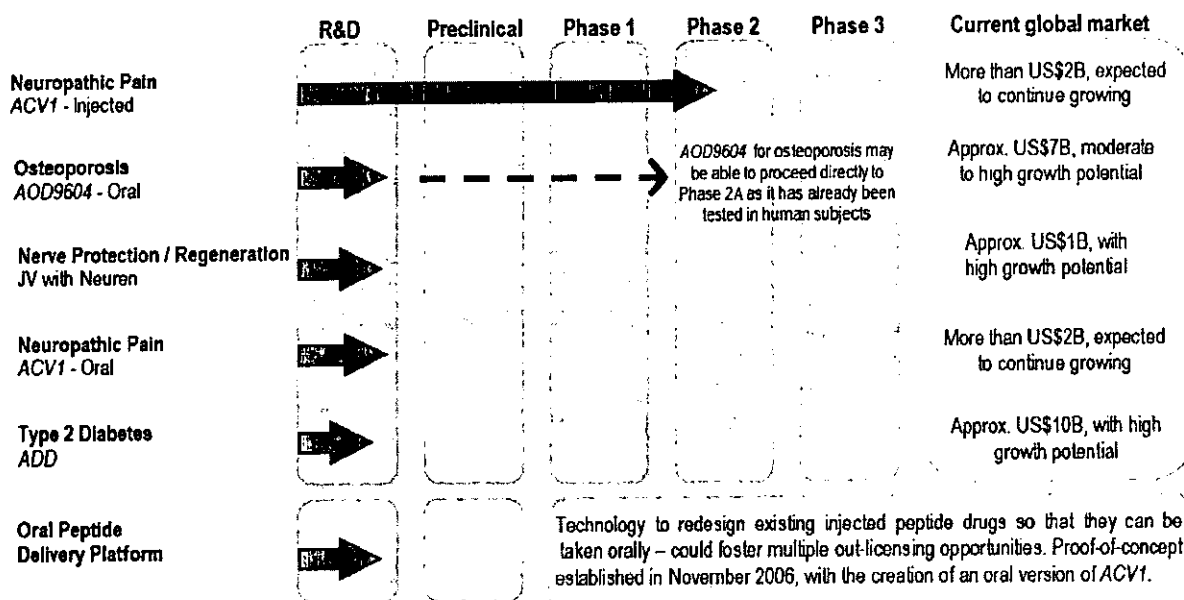 R&D Preclinical Phase 1 Phase 2 Phase 3 Current global market
Neuropathic Pain
ACV1 - Injected
More than US$2B, expected
to continue growing
Osteoporosis
AOD9604 - Oral
AOD9604 for osteoporosis may
be able to proceed directly to
Phase 2A as it has already been
tested in human subjects
Approx. US$7B, moderate
to high growth potential
Nerve Protection / Regeneration
JV with Neuren
Approx. US$1B, with
high growth potential
Neuropathic Pain
ACV1 - Oral
More than US$2B, expected
to continue growing
Type 2 Diabetes
ADD
Approx. US$10B, with high
growth potential
Oral Peptide
Delivery Platform
Technology to redesign existing injected peptide drugs so that they can be
taken orally – could foster multiple out-licensing opportunities. Proof-of-concept
established in November 2006, with the creation of an oral version of ACV1.